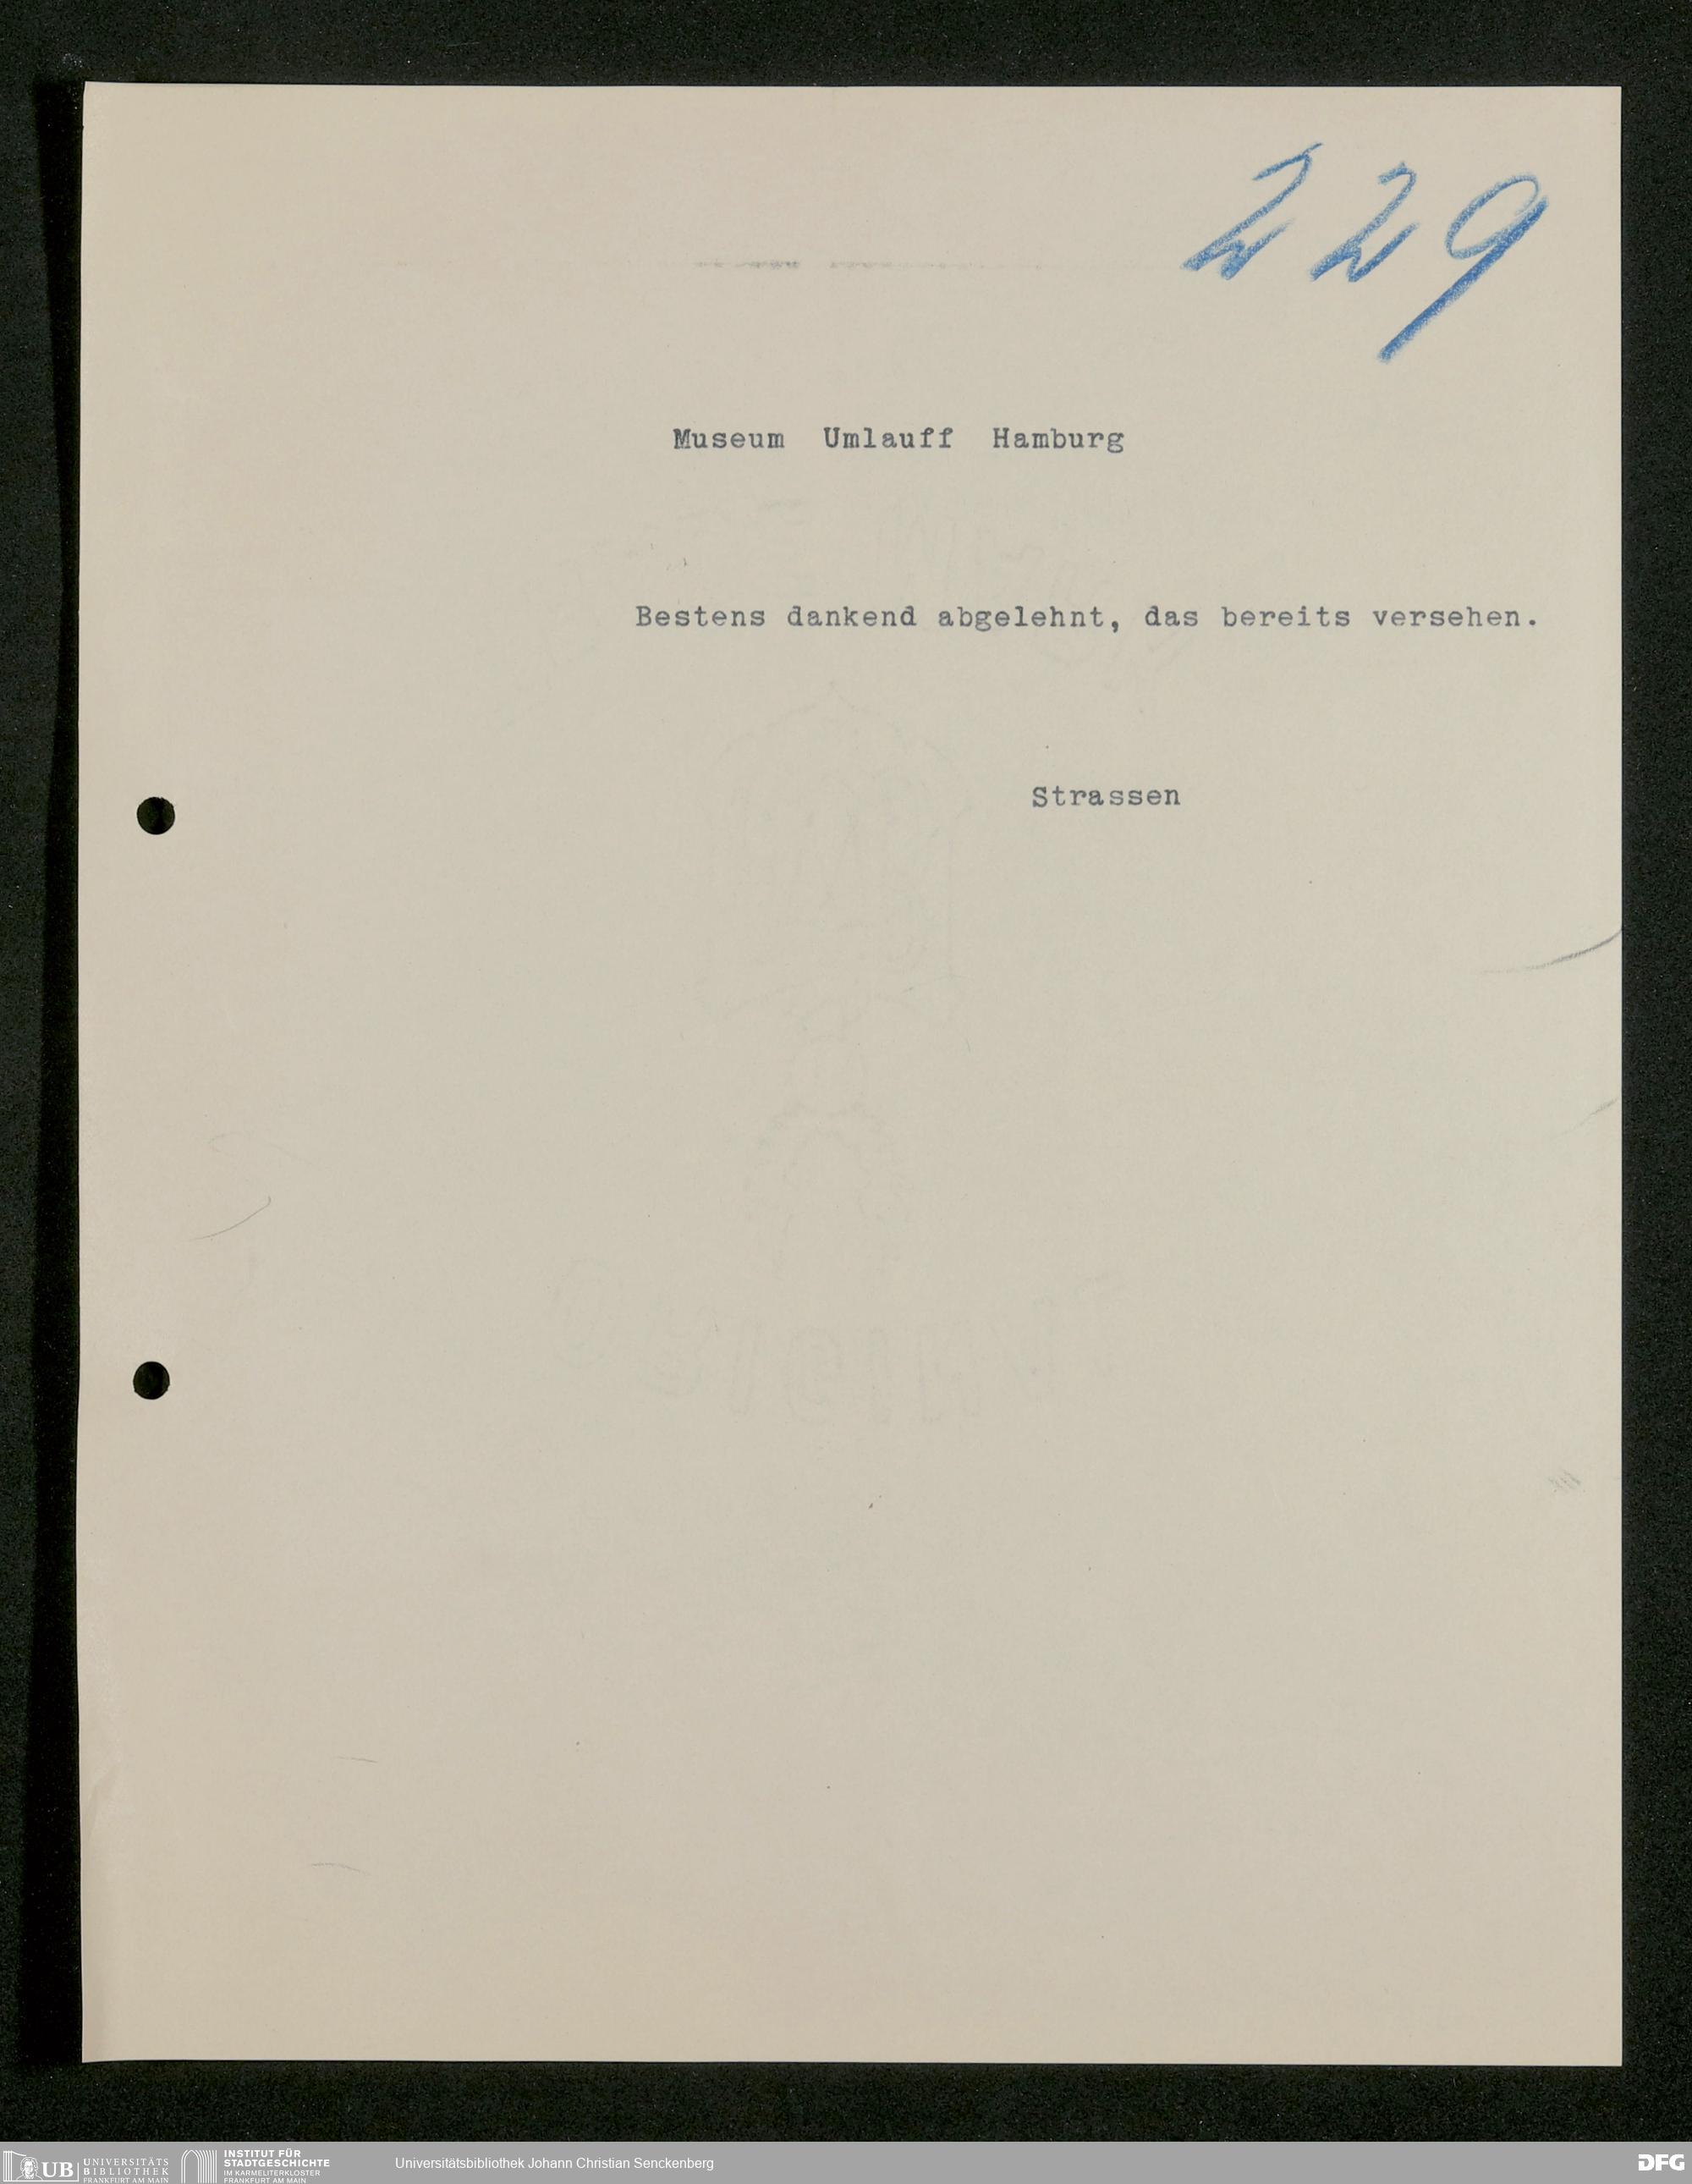 229
Museum Umlauff Hamburg
Bestens dankend abgelehnt, das bereits versehen.
Strassen
UB
UNIVERSITÄTS
BIBLIOTHEK
FRANKFURT AM MAIN
INSTITUT FÜR
STADTGESCHICHTE
IM KARMELITERKLOSTER
FRANKFURT AM MAIN
Universitätsbibliothek Johann Christian Senckenberg
DFG